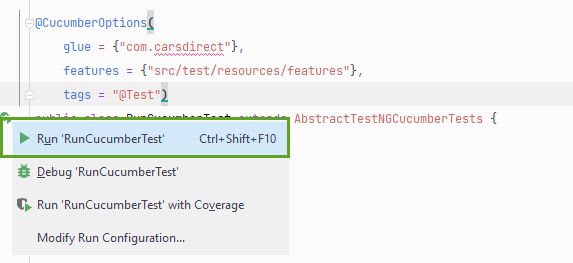 @CucumberOptions(
glue = {"com.carsdirect"},
features = {"src/test/resources/features"},
tags = "@Test")
public class RunCucumberTest extends AbstractTestNGCucumberTests {
Run 'RunCucumberTest' Ctrl+Shift+F10
Debug 'RunCucumberTest'
Run 'RunCucumberTest' with Coverage
Modify Run Configuration...